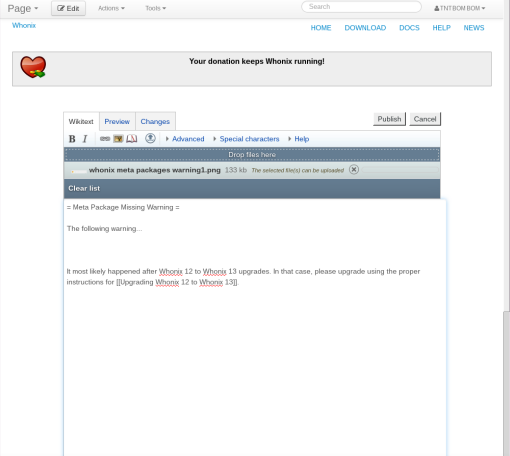 Page
Edit
Actions
Tools
Search
TNTBOMBOM
Whonix
HOME DOWNLOAD DOCS HELP NEWS
Your donation keeps Whonix running!
Wikitext Preview Changes
Publish Cancel
B I Advanced Special characters Help
Drop files here
whonix meta packages warning1.png 133 kb The selected file(s) can be uploaded
Clear list
= Meta Package Missing Warning =
The following warning...
It most likely happened after Whonix 12 to Whonix 13 upgrades. In that case, please upgrade using the proper
instructions for [[Upgrading Whonix 12 to Whonix 13]].